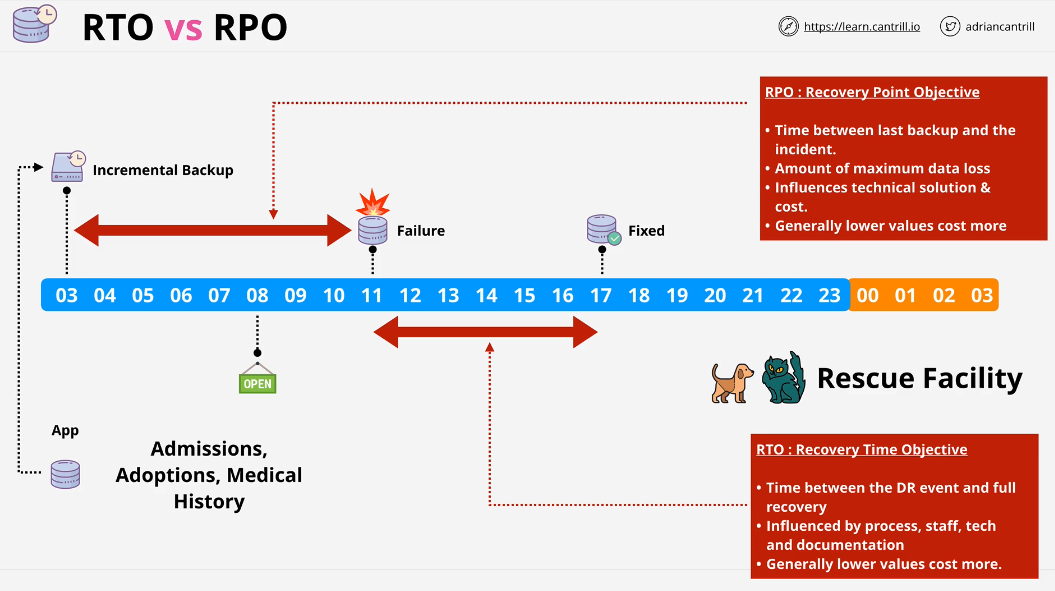 RTO vs RPO
https://learn.cantrill.io
adriancantrill
RPO : Recovery Point Objective
• Time between last backup and the
incident.
• Amount of maximum data loss
• Influences technical solution &
cost.
• Generally lower values cost more
Incremental Backup
Failure
Fixed
03 04 05 06 07 08 09 10 11 12 13 14 15 16 17 18 19 20 21 22 23 00 01 02 03
OPEN
Rescue Facility
App
Admissions,
Adoptions, Medical
History
RTO : Recovery Time Objective
• Time between the DR event and full
recovery
• Influenced by process, staff, tech
and documentation
• Generally lower values cost more.